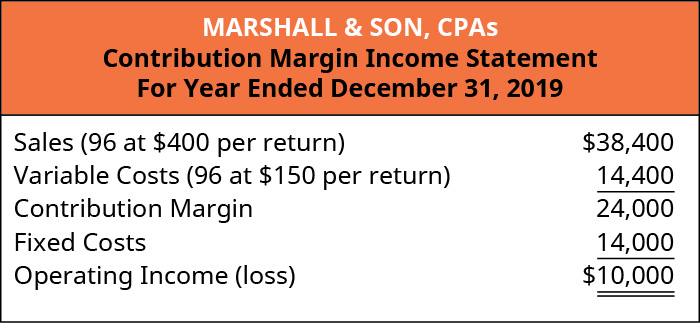 MARSHALL & SON, CPAs
Contribution Margin Income Statement
For Year Ended December 31, 2019
Sales (96 at $400 per return) $38,400
Variable Costs (96 at $150 per return) 14,400
Contribution Margin 24,000
Fixed Costs 14,000
Operating Income (loss) $10,000